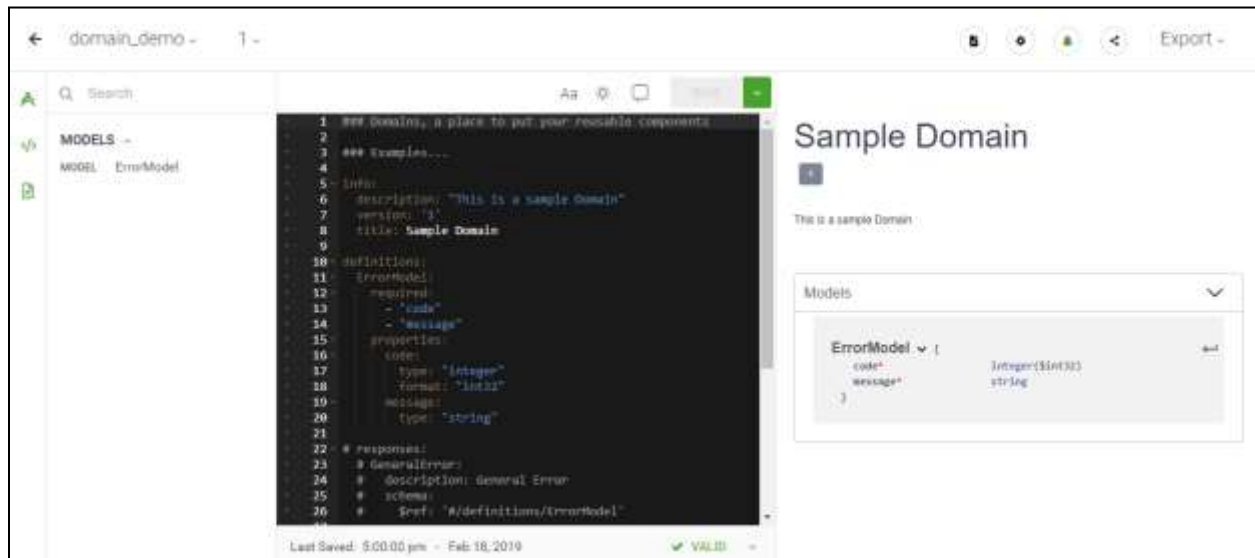 domain_demo
1
Export
Search
MODELS
MODEL ErrorModel
Aa
1 ### Domains, a place to put your reusable components
2
3 ### Examples...
4
5 info:
6 description: "This is a sample Domain"
7 version: '1'
8 title: Sample Domain
9
10 definitions:
11 ErrorModel:
12 required:
13 - "code"
14 - "message"
15 properties:
16 code:
17 type: "integer"
18 format: "int32"
19 message:
20 type: "string"
21
22 # responses:
23 # GeneralError:
24 # description: General Error
25 # schema:
26 # $ref: '#/definitions/ErrorModel'
Last Saved: 5:00:00 pm - Feb 18, 2019
VALID
Sample Domain
1
This is a sample Domain
Models
ErrorModel {
code* integer($int32)
message* string
}